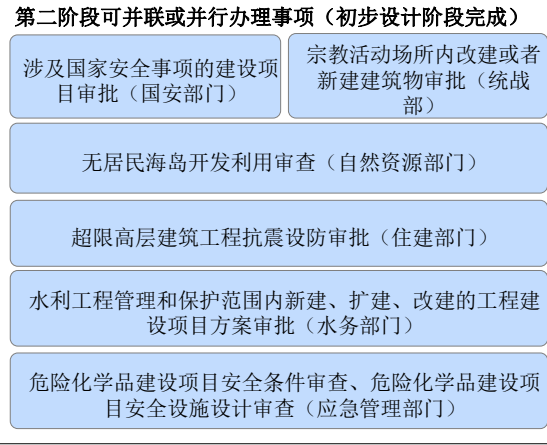 第二阶段可并联或并行办理事项（初步设计阶段完成）
涉及国家安全事项的建设项
目审批（国安部门）
宗教活动场所内改建或者
新建建筑物审批（统战
部）
无居民海岛开发利用审查（自然资源部门）
超限高层建筑工程抗震设防审批（住建部门）
水利工程管理和保护范围内新建、扩建、改建的工程建
设项目方案审批（水务部门）
危险化学品建设项目安全条件审查、危险化学品建设项
目安全设施设计审查（应急管理部门）